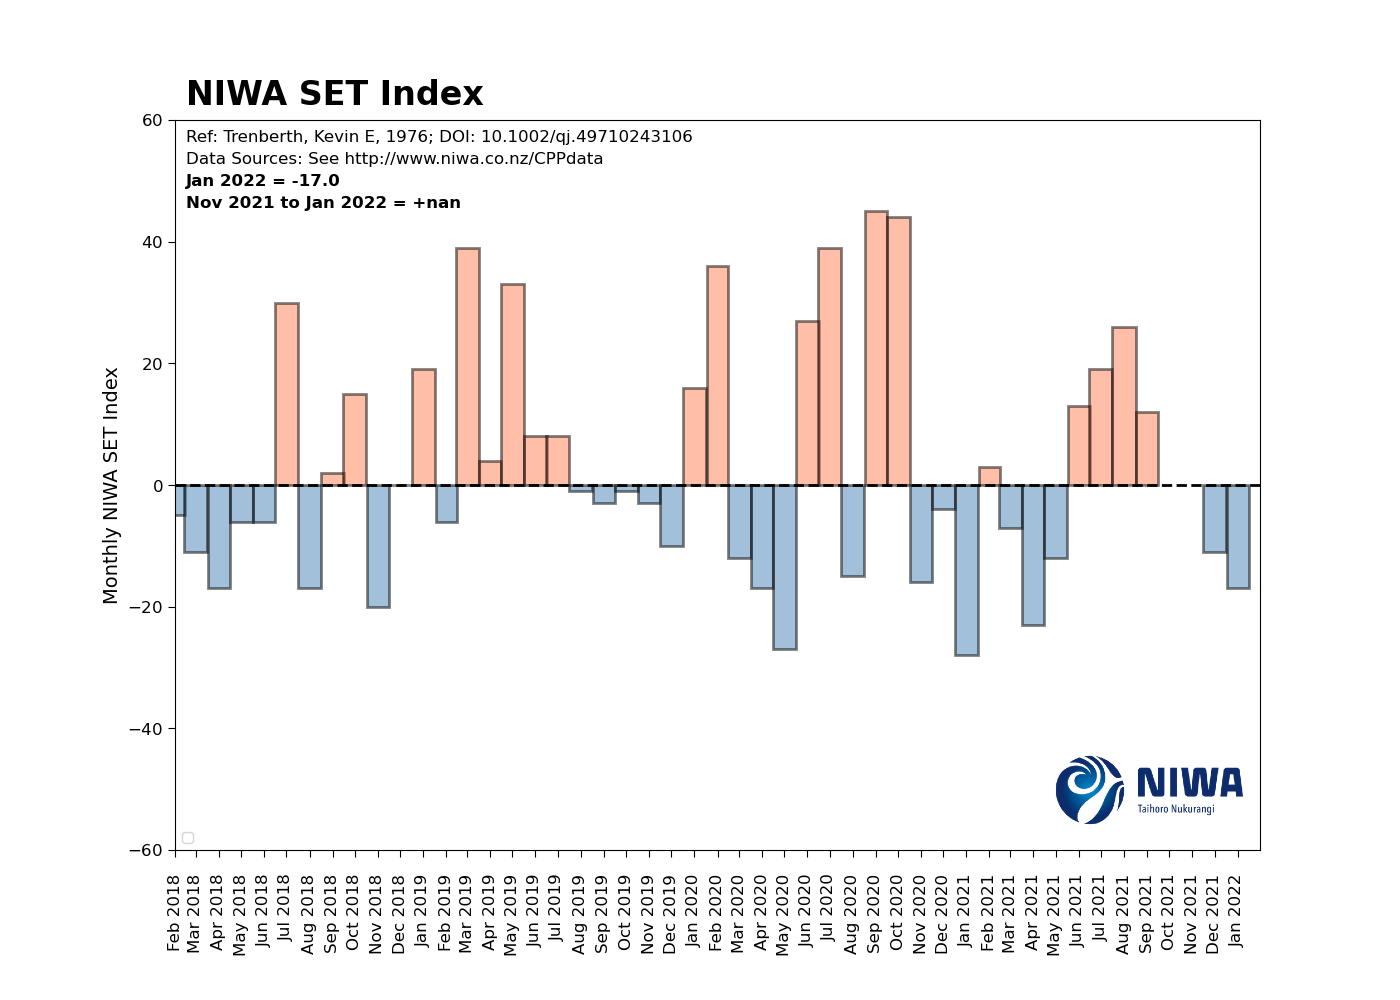 NIWA SET Index
Ref: Trenberth, Kevin E, 1976; DOI: 10.1002/qj.49710243106
Data Sources: See http://www.niwa.co.nz/CPPdata
Jan 2022 = -17.0
Nov 2021 to Jan 2022 = +nan
Monthly NIWA SET Index
60
40
20
0
−20
−40
−60
NIWA
Taihoro Nukurangi
Feb 2018
Mar 2018
Apr 2018
May 2018
Jun 2018
Jul 2018
Aug 2018
Sep 2018
Oct 2018
Nov 2018
Dec 2018
Jan 2019
Feb 2019
Mar 2019
Apr 2019
May 2019
Jun 2019
Jul 2019
Aug 2019
Sep 2019
Oct 2019
Nov 2019
Dec 2019
Jan 2020
Feb 2020
Mar 2020
Apr 2020
May 2020
Jun 2020
Jul 2020
Aug 2020
Sep 2020
Oct 2020
Nov 2020
Dec 2020
Jan 2021
Feb 2021
Mar 2021
Apr 2021
May 2021
Jun 2021
Jul 2021
Aug 2021
Sep 2021
Oct 2021
Nov 2021
Dec 2021
Jan 2022